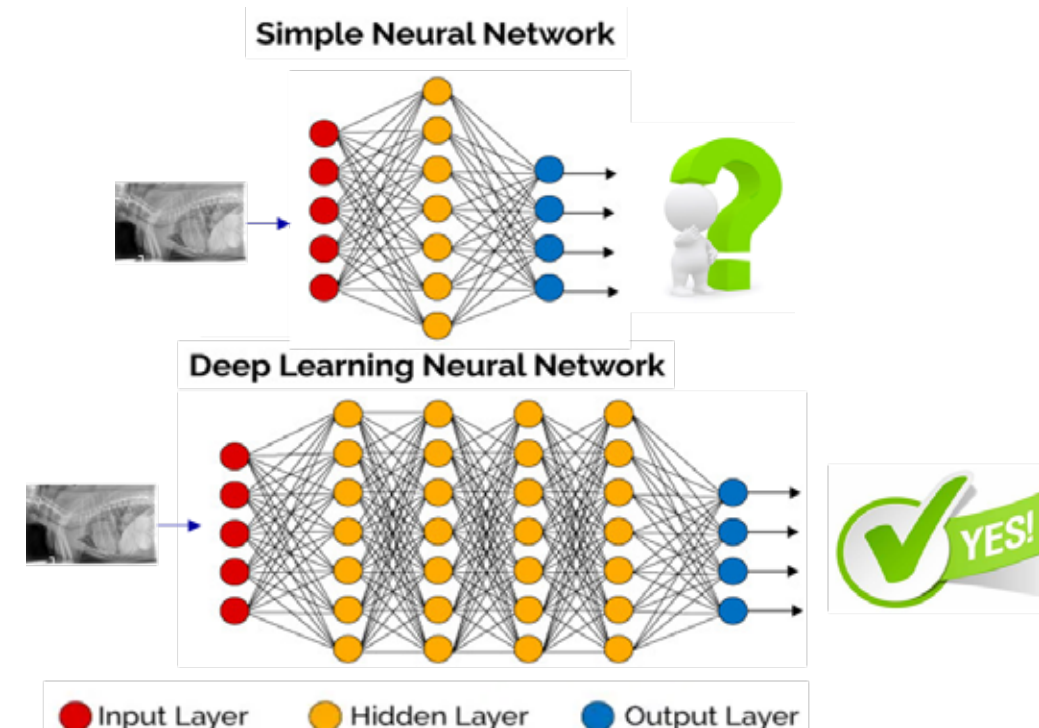 Simple Neural Network
Deep Learning Neural Network
YES!
Input Layer
Hidden Layer
Output Layer